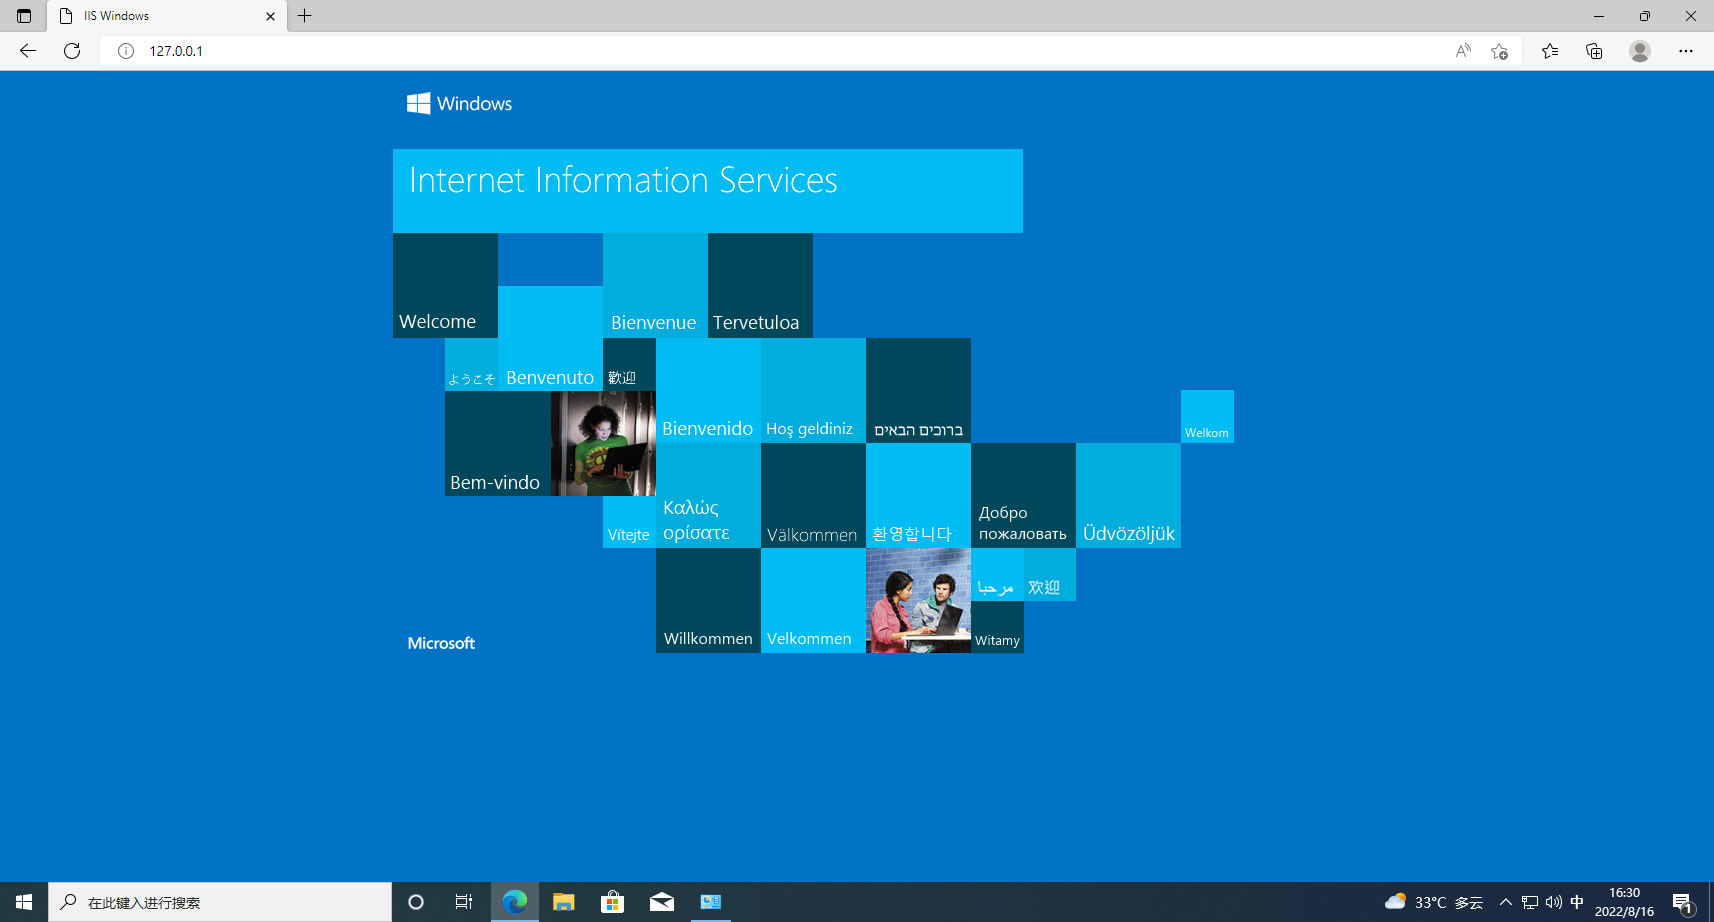 IIS Windows
127.0.0.1
Windows
Internet Information Services
Welcome
Bienvenue
Tervetuloa
ようこそ
Benvenuto
歡迎
Bienvenido
Hoş geldiniz
ברוכים הבאים
Welkom
Bem-vindo
Vítejte
Καλώς
ορίσατε
Välkommen
환영합니다
Добро
пожаловать
Üdvözöljük
مرحبا
欢迎
Microsoft
Willkommen
Velkommen
Witamy
在此键入进行搜索
33°C 多云
中
16:30
2022/8/16
1